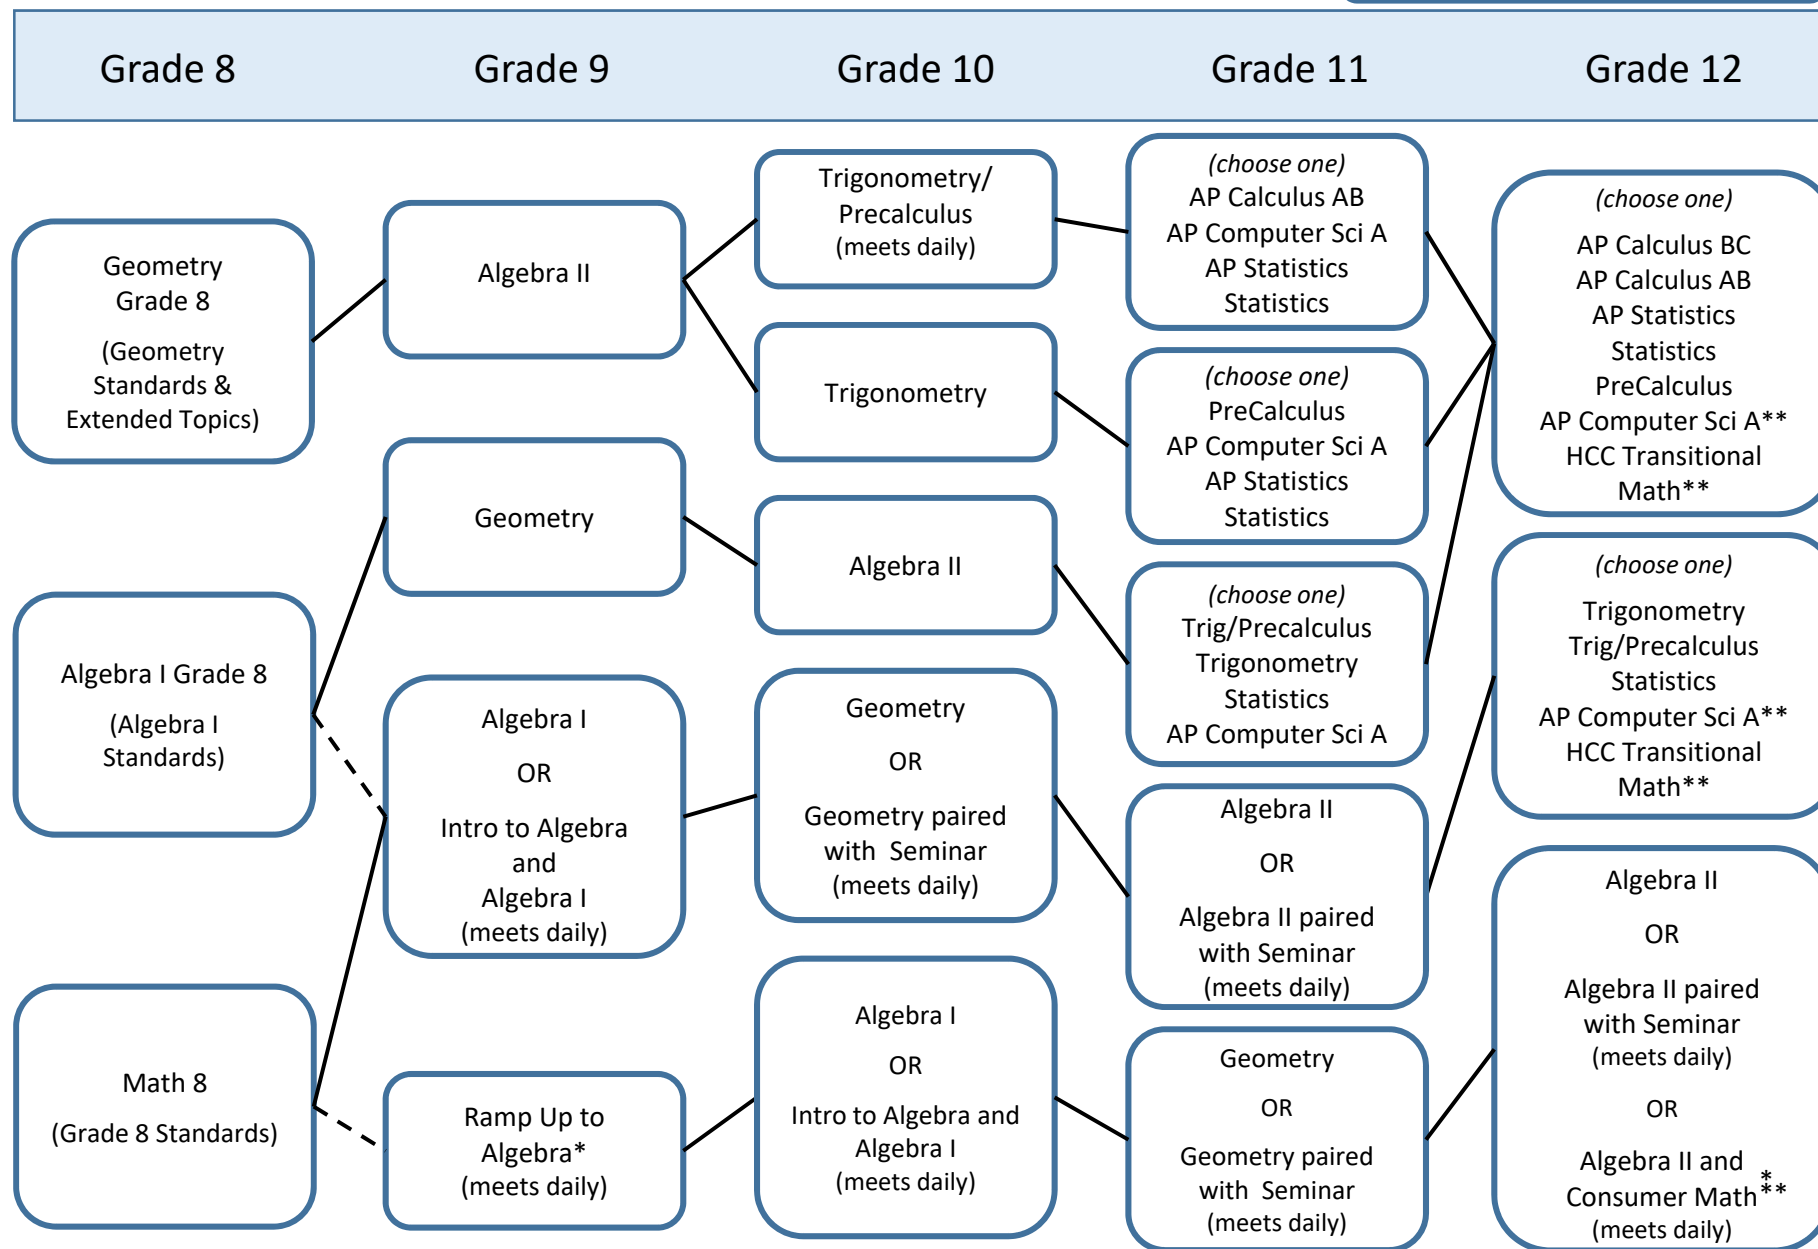 Grade 8
Grade 9
Grade 10
Grade 11
Grade 12
Geometry
Grade 8
(Geometry
Standards &
Extended Topics)
Algebra I Grade 8
(Algebra I
Standards)
Math 8
(Grade 8 Standards)
Algebra II
Geometry
Algebra I
OR
Intro to Algebra
and
Algebra I
(meets daily)
Ramp Up to
Algebra*
(meets daily)
Trigonometry/
Precalculus
(meets daily)
Trigonometry
Algebra II
Geometry
OR
Geometry paired
with Seminar
(meets daily)
Algebra I
OR
Intro to Algebra and
Algebra I
(meets daily)
(choose one)
AP Calculus AB
AP Computer Sci A
AP Statistics
Statistics
(choose one)
PreCalculus
AP Computer Sci A
AP Statistics
Statistics
(choose one)
Trig/Precalculus
Trigonometry
Statistics
AP Computer Sci A
Algebra II
OR
Algebra II paired
with Seminar
(meets daily)
Geometry
OR
Geometry paired
with Seminar
(meets daily)
(choose one)
AP Calculus BC
AP Calculus AB
AP Statistics
Statistics
PreCalculus
AP Computer Sci A**
HCC Transitional
Math**
(choose one)
Trigonometry
Trig/Precalculus
Statistics
AP Computer Sci A**
HCC Transitional
Math**
Algebra II
OR
Algebra II paired
with Seminar
(meets daily)
OR
Algebra II and
Consumer Math***
(meets daily)